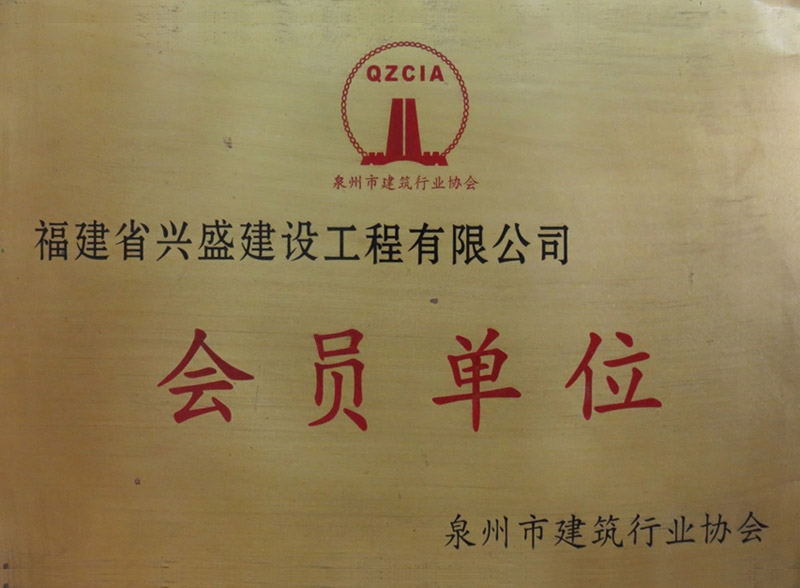 QZCIA
泉州市建筑行业协会
福建省兴盛建设工程有限公司
会员单位
泉州市建筑行业协会